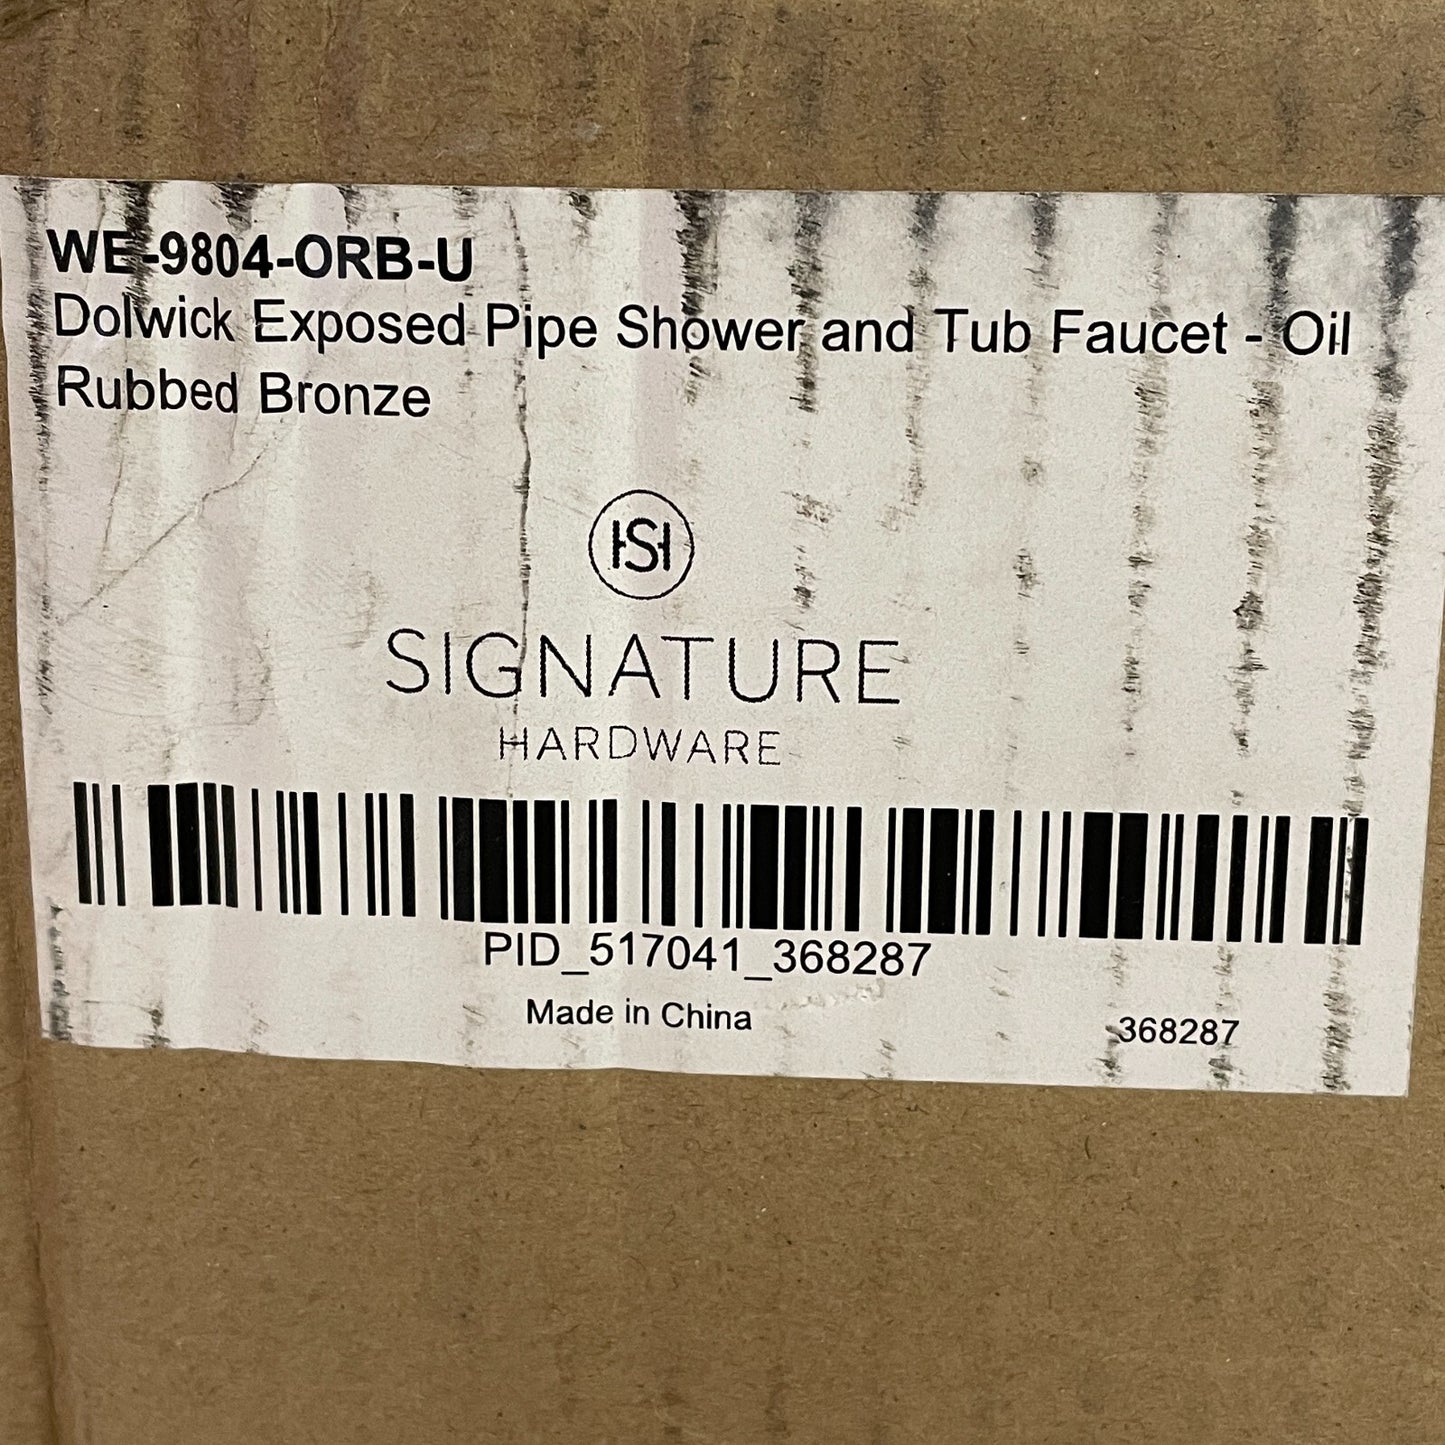 WE-9804-ORB-U
Dolwick Exposed Pipe Shower and Tub Faucet - Oil
Rubbed Bronze
HSH
SIGNATURE
HARDWARE
PID_517041_368287
Made in China
368287